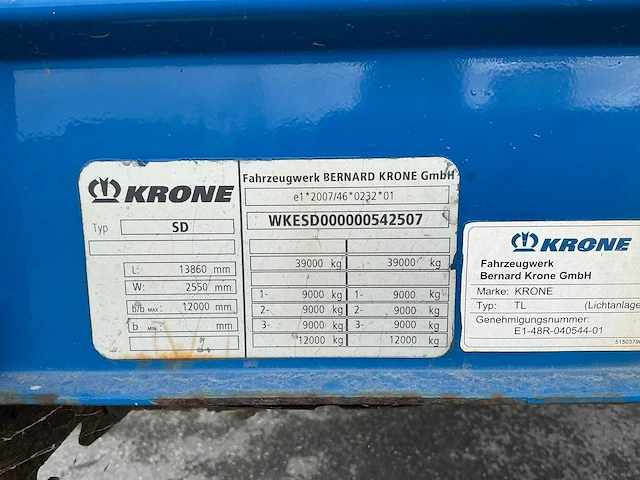 KRONE
Typ SD
L: 13860 mm
W: 2550 mm
b/b MAX: 12000 mm
b MIN: mm
Fahrzeugwerk BERNARD KRONE GmbH
e1*2007/46*0232*01
WKESD000000542507
39000 kg 39000 kg
1- 9000 kg 1- 9000 kg
2- 9000 kg 2- 9000 kg
3- 9000 kg 3- 9000 kg
12000 kg 12000 kg
KRONE
Fahrzeugwerk
Bernard Krone GmbH
Marke: KRONE
Typ: TL (Lichtanlage
Genehmigungsnummer:
E1-48R-040544-01